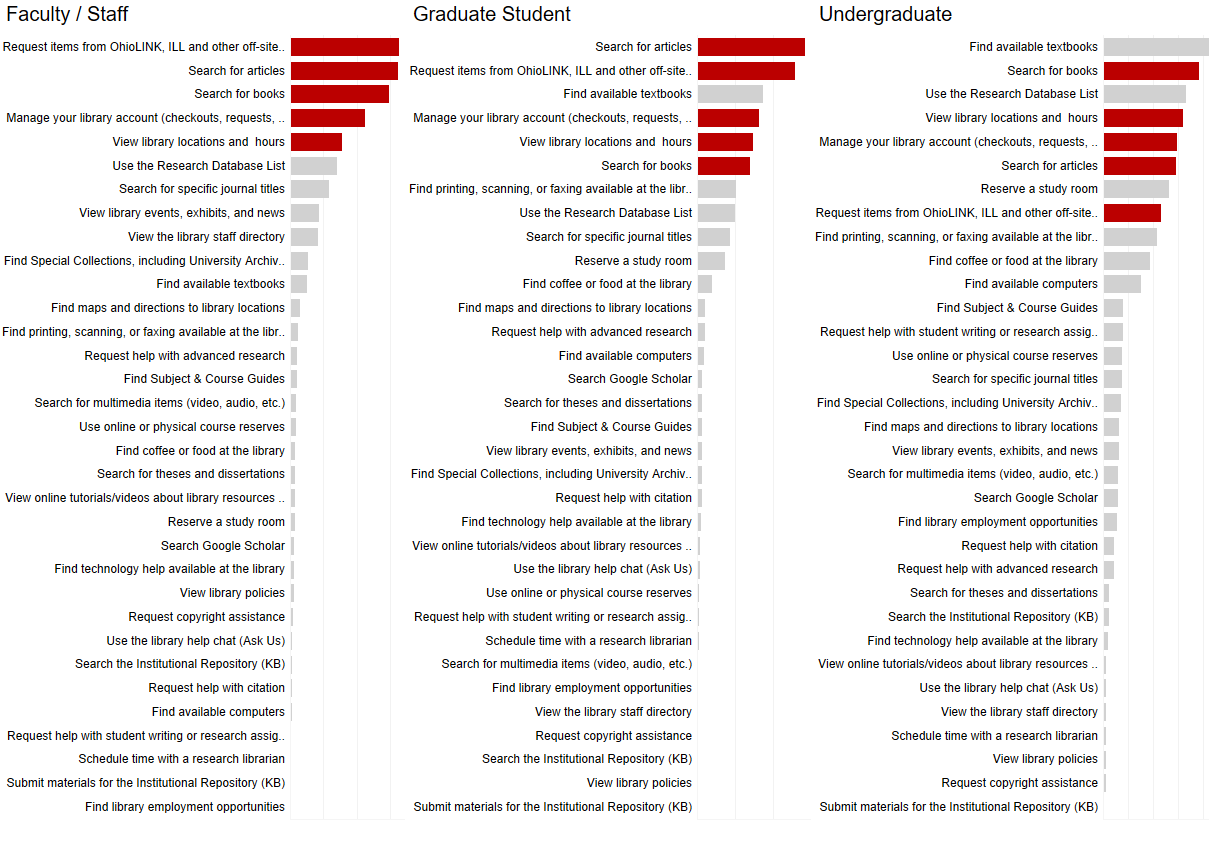 Faculty / Staff
Request items from OhioLINK, ILL and other off-site..
Search for articles
Search for books
Manage your library account (checkouts, requests, ..
View library locations and  hours
Use the Research Database List
Search for specific journal titles
View library events, exhibits, and news
View the library staff directory
Find Special Collections, including University Archiv..
Find available textbooks
Find maps and directions to library locations
Find printing, scanning, or faxing available at the libr..
Request help with advanced research
Find Subject & Course Guides
Search for multimedia items (video, audio, etc.)
Use online or physical course reserves
Find coffee or food at the library
Search for theses and dissertations
View online tutorials/videos about library resources ..
Reserve a study room
Search Google Scholar
Find technology help available at the library
View library policies
Request copyright assistance
Use the library help chat (Ask Us)
Search the Institutional Repository (KB)
Request help with citation
Find available computers
Request help with student writing or research assig..
Schedule time with a research librarian
Submit materials for the Institutional Repository (KB)
Find library employment opportunities
Graduate Student
Search for articles
Request items from OhioLINK, ILL and other off-site..
Find available textbooks
Manage your library account (checkouts, requests, ..
View library locations and  hours
Search for books
Find printing, scanning, or faxing available at the libr..
Use the Research Database List
Search for specific journal titles
Reserve a study room
Find coffee or food at the library
Find maps and directions to library locations
Request help with advanced research
Find available computers
Search Google Scholar
Search for theses and dissertations
Find Subject & Course Guides
View library events, exhibits, and news
Find Special Collections, including University Archiv..
Request help with citation
Find technology help available at the library
View online tutorials/videos about library resources ..
Use the library help chat (Ask Us)
Use online or physical course reserves
Request help with student writing or research assig..
Schedule time with a research librarian
Search for multimedia items (video, audio, etc.)
Find library employment opportunities
View the library staff directory
Request copyright assistance
Search the Institutional Repository (KB)
View library policies
Submit materials for the Institutional Repository (KB)
Undergraduate
Find available textbooks
Search for books
Use the Research Database List
View library locations and  hours
Manage your library account (checkouts, requests, ..
Search for articles
Reserve a study room
Request items from OhioLINK, ILL and other off-site..
Find printing, scanning, or faxing available at the libr..
Find coffee or food at the library
Find available computers
Find Subject & Course Guides
Request help with student writing or research assig..
Use online or physical course reserves
Search for specific journal titles
Find Special Collections, including University Archiv..
Find maps and directions to library locations
View library events, exhibits, and news
Search for multimedia items (video, audio, etc.)
Search Google Scholar
Find library employment opportunities
Request help with citation
Request help with advanced research
Search for theses and dissertations
Search the Institutional Repository (KB)
Find technology help available at the library
View online tutorials/videos about library resources ..
Use the library help chat (Ask Us)
View the library staff directory
Schedule time with a research librarian
View library policies
Request copyright assistance
Submit materials for the Institutional Repository (KB)